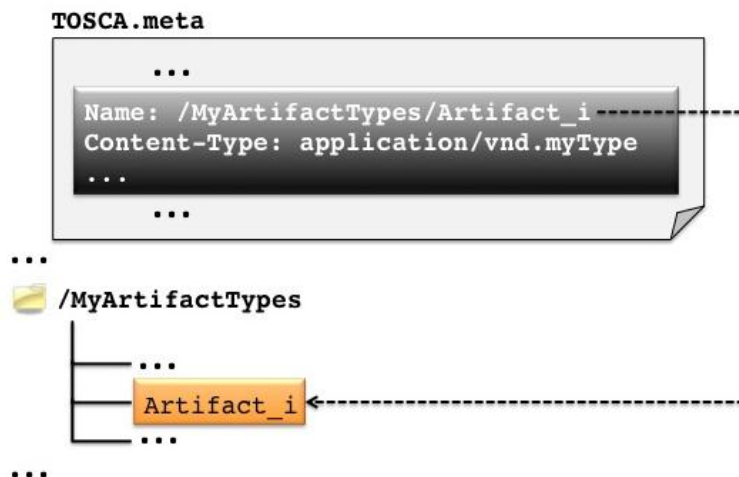 TOSCA.meta
...
Name: /MyArtifactTypes/Artifact_i
Content-Type: application/vnd.myType
...
...
...
/MyArtifactTypes
...
Artifact_i
...
...